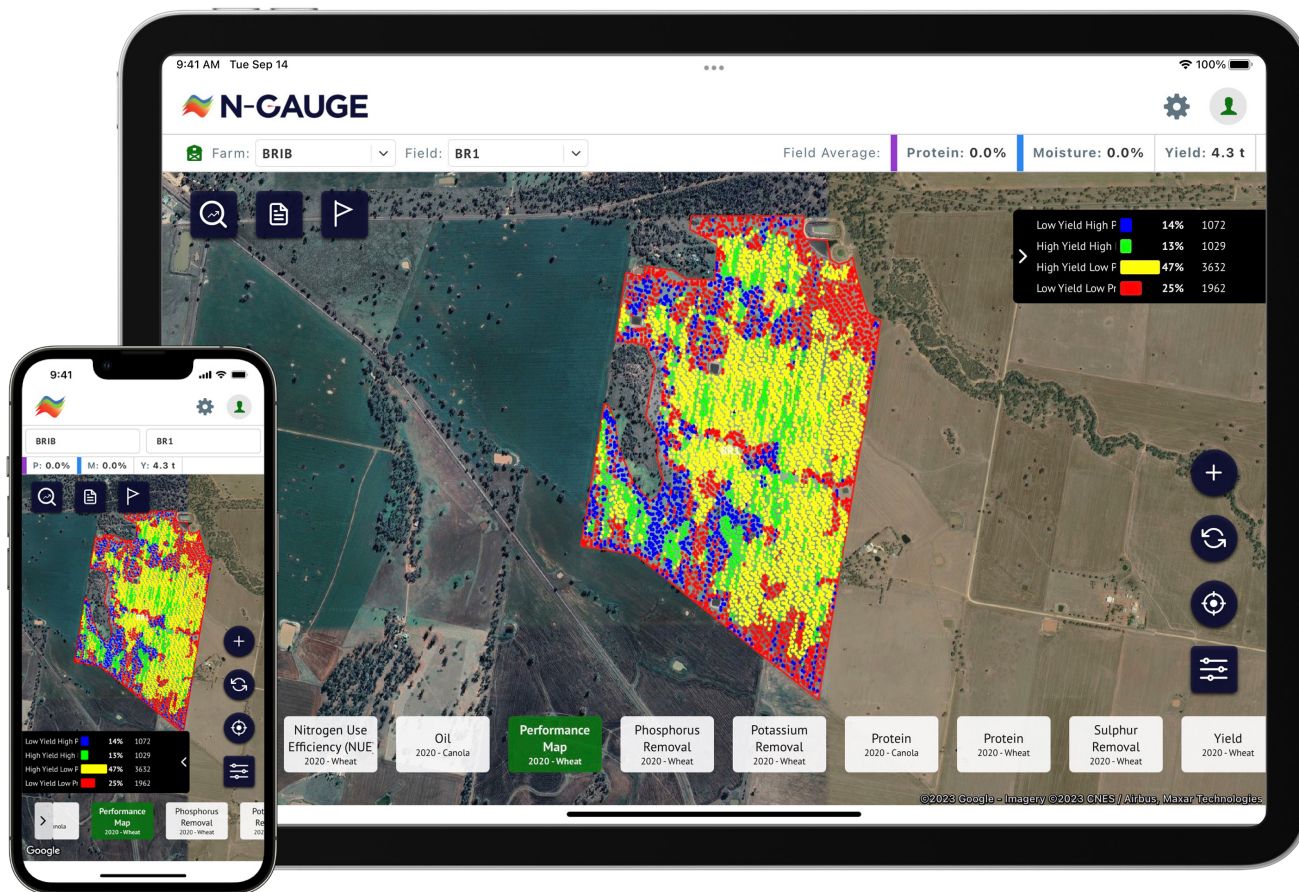 9:41 AM Tue Sep 14
100%
N-GAUGE
Farm: BRIB
Field: BR1
Field Average:
Protein: 0.0%
Moisture: 0.0%
Yield: 4.3 t
Low Yield High P 14% 1072
High Yield High 13% 1029
High Yield Low P 47% 3632
Low Yield Low Pr 25% 1962
BR1
Nitrogen Use
Efficiency (NUE
2020 - Wheat
Oil
2020 - Canola
Performance
Map
2020 - Wheat
Phosphorus
Removal
2020 - Wheat
Potassium
Removal
2020 - Wheat
Protein
2020 - Canola
Protein
2020 - Wheat
Sulphur
Removal
2020 - Wheat
Yield
2020 - Wheat
©2023 Google - Imagery ©2023 CNES / Airbus, Maxar Technologies
9:41
BRIB
BR1
P: 0.0%
M: 0.0%
Y: 4.3 t
Low Yield High P 14% 1072
High Yield High 13% 1029
High Yield Low P 47% 3632
Low Yield Low Pr 25% 1962
nola
Performance
Map
2020 - Wheat
Phosphorus
Removal
2020 - Wheat
Pot
Re
202
Google